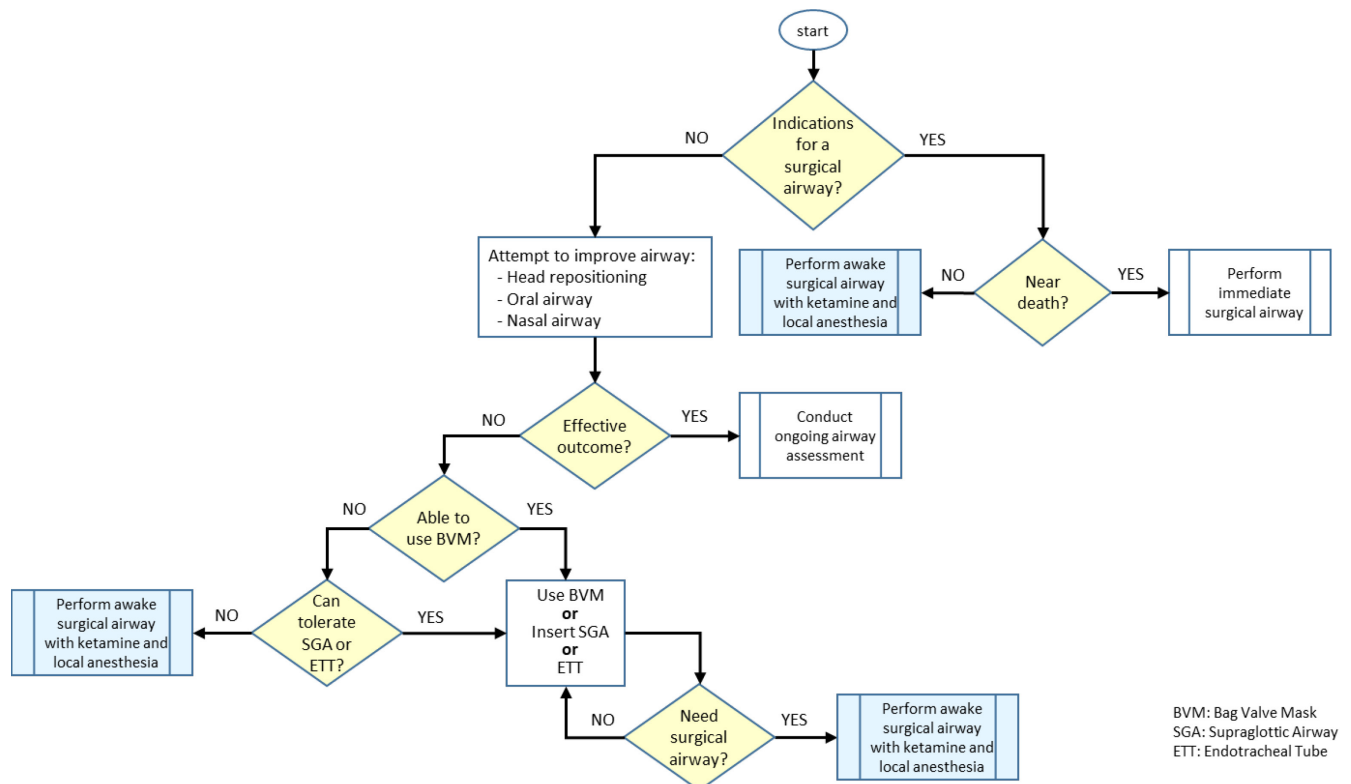 start
Indications
for a
surgical
airway?
NO
YES
Attempt to improve airway:
- Head repositioning
- Oral airway
- Nasal airway
Perform awake
surgical airway
with ketamine and
local anesthesia
NO
Near
death?
YES
Perform
immediate
surgical airway
NO
Effective
outcome?
YES
Conduct
ongoing airway
assessment
NO
Able to
use BVM?
YES
Perform awake
surgical airway
with ketamine and
local anesthesia
NO
Can
tolerate
SGA or
ETT?
YES
Use BVM
or
Insert SGA
or
ETT
NO
Need
surgical
airway?
YES
Perform awake
surgical airway
with ketamine and
local anesthesia
BVM: Bag Valve Mask
SGA: Supraglottic Airway
ETT: Endotracheal Tube